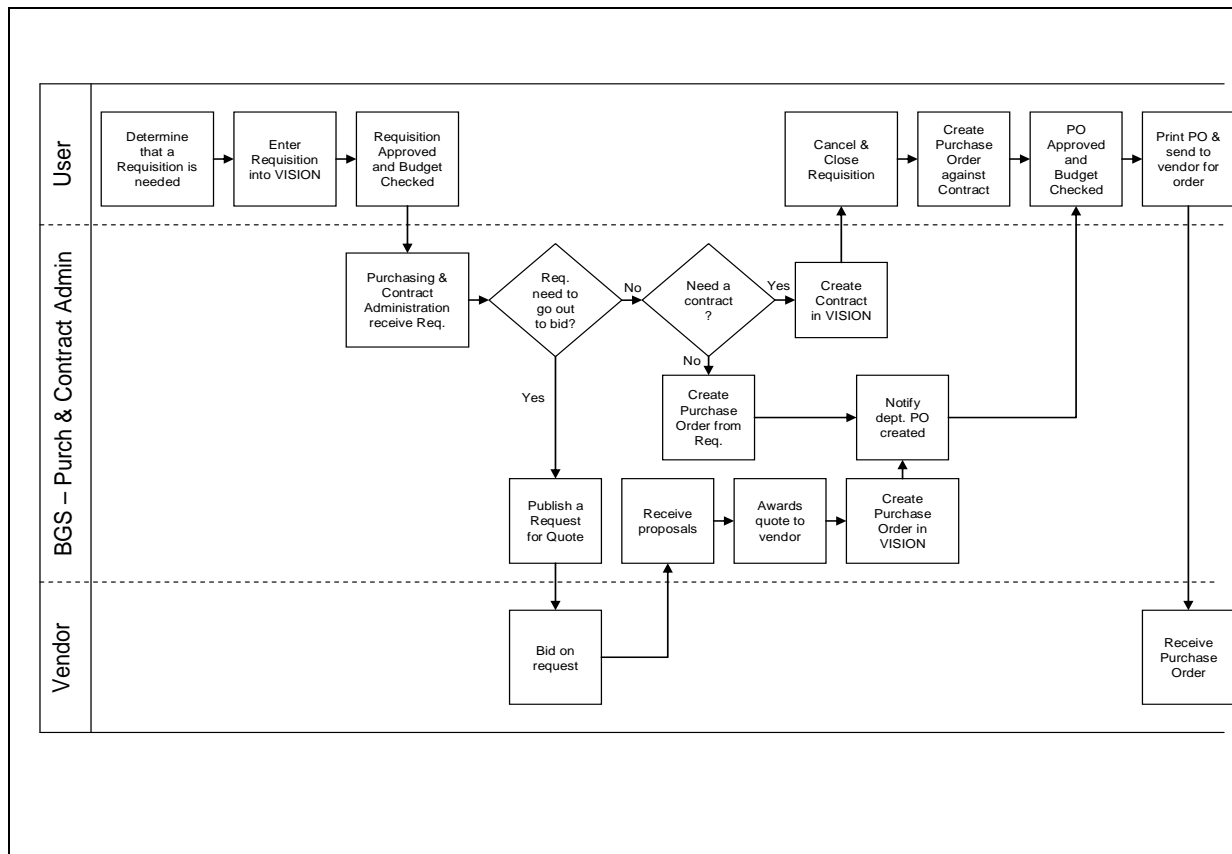 User
Determine
that a
Requisition is
needed
Enter
Requisition
into VISION
Requisition
Approved
and Budget
Checked
Cancel &
Close
Requisition
Create
Purchase
Order
against
Contract
PO
Approved
and
Budget
Checked
Print PO &
send to
vendor for
order
BGS – Purch & Contract Admin
Purchasing &
Contract
Administration
receive Req.
Req.
need to
go out
to bid?
No
Need a
contract
?
Yes
Create
Contract
in VISION
No
Yes
Create
Purchase
Order from
Req.
Notify
dept. PO
created
Publish a
Request
for Quote
Receive
proposals
Awards
quote to
vendor
Create
Purchase
Order in
VISION
Vendor
Bid on
request
Receive
Purchase
Order